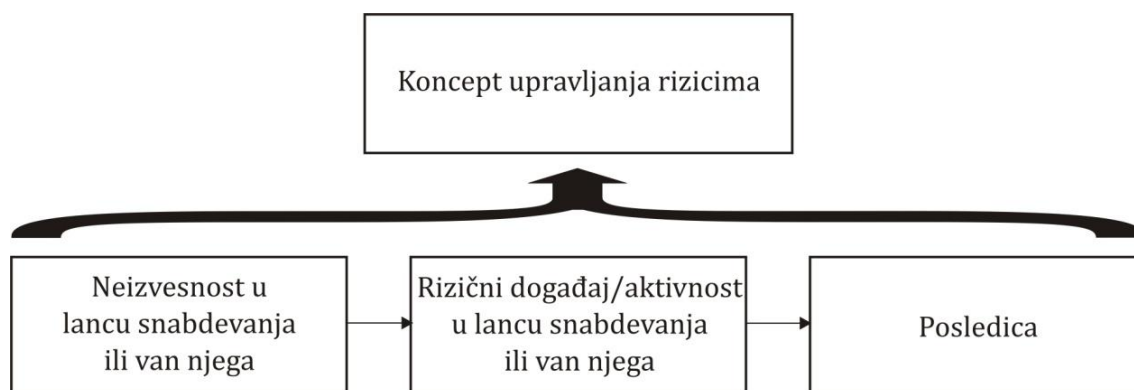 Koncept upravljanja rizicima
Neizvesnost u
lancu snabdevanja
ili van njega
Rizični događaj/aktivnost
u lancu snabdevanja
ili van njega
Posledica